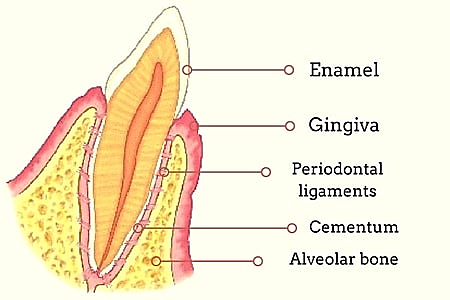 Enamel
Gingiva
Periodontal
ligaments
Cementum
Alveolar bone